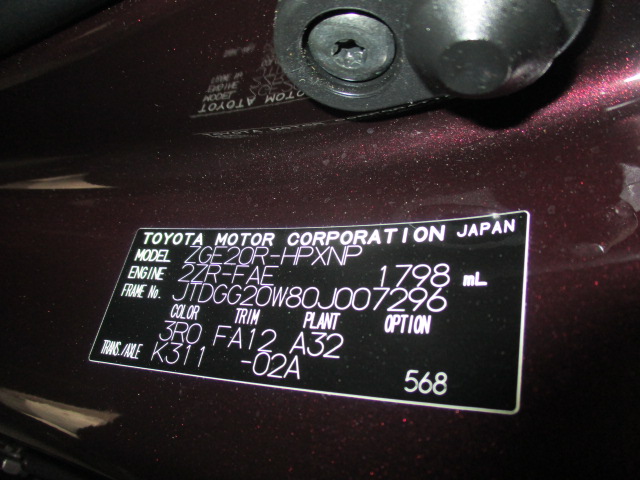 TOYOTA MOTOR CORPORATION JAPAN
MODEL ZGE20R-HPXNP
ENGINE 2ZR-FAE 1798 mL
FRAME No. JTDGG20W80J007296
COLOR TRIM PLANT OPTION
3R0 FA12 A32
TRANS./AXLE K311 -02A
568